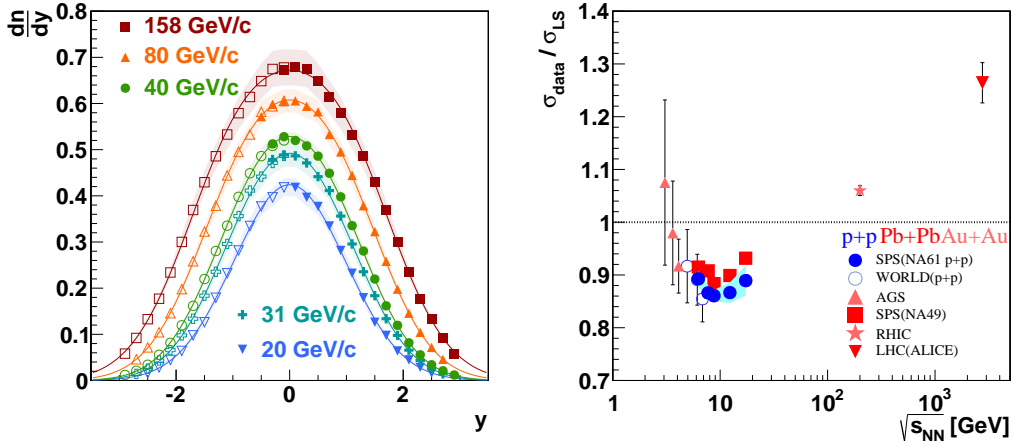 dn
dy
0.8
0.7
0.6
0.5
0.4
0.3
0.2
0.1
0
158 GeV/c
80 GeV/c
40 GeV/c
31 GeV/c
20 GeV/c
-2
0
2
y
σdata / σLS
1.4
1.3
1.2
1.1
1
0.9
0.8
0.7
p+p Pb+Pb Au+Au
SPS(NA61 p+p)
WORLD(p+p)
AGS
SPS(NA49)
RHIC
LHC(ALICE)
1
10
10²
10³
√sNN [GeV]